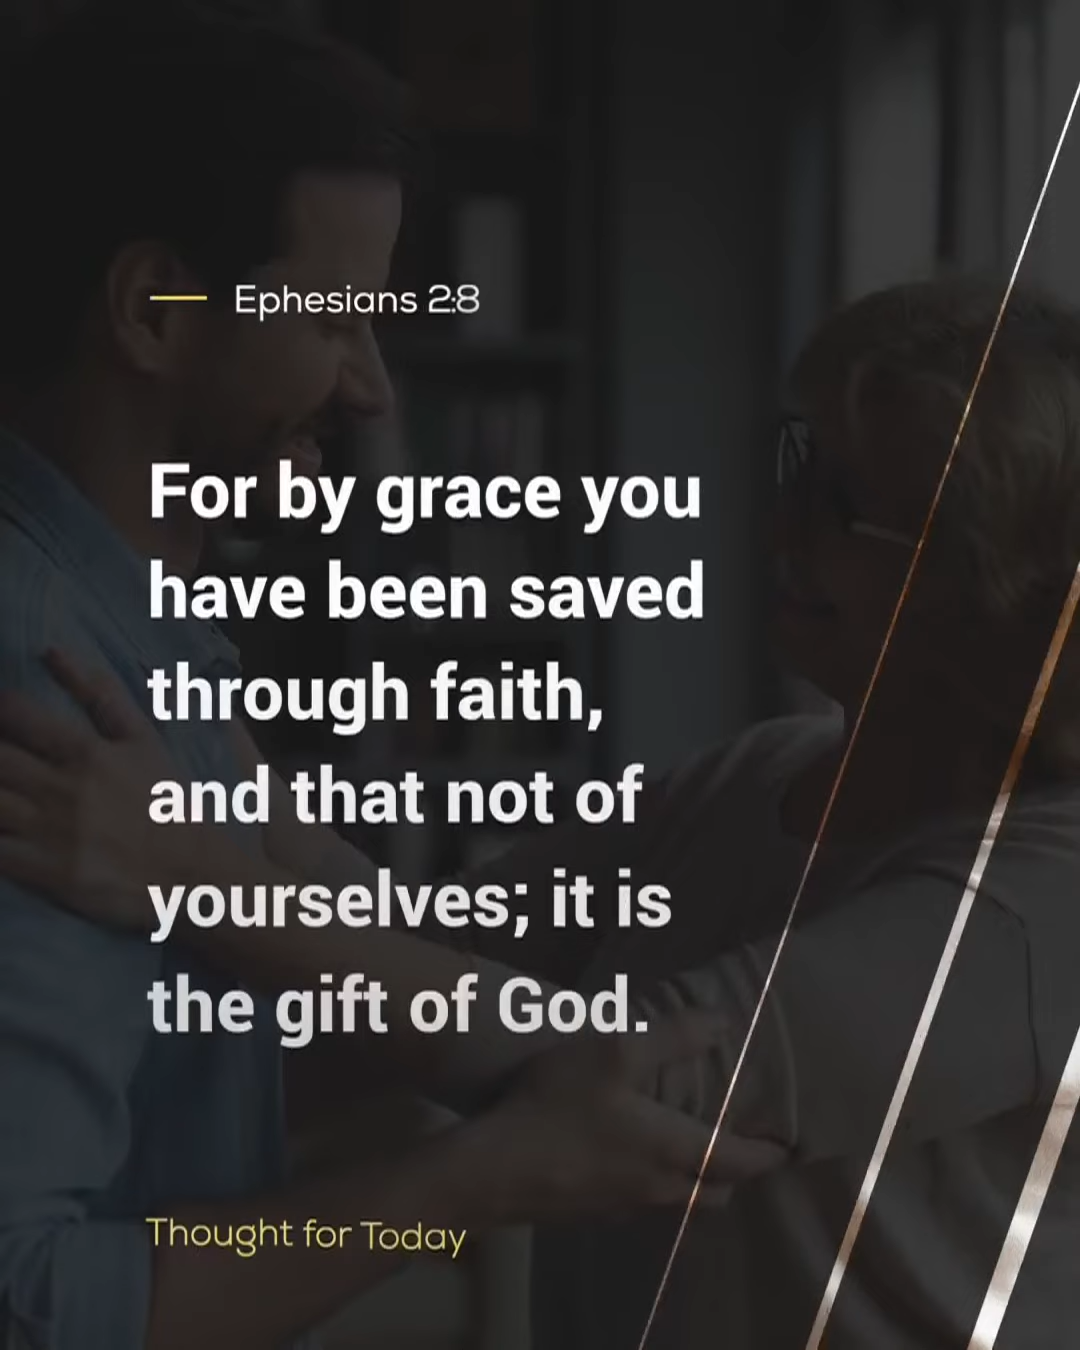 Ephesians 2:8
For by grace you
have been saved
through faith,
and that not of
yourselves; it is
the gift of God.
Thought for Today